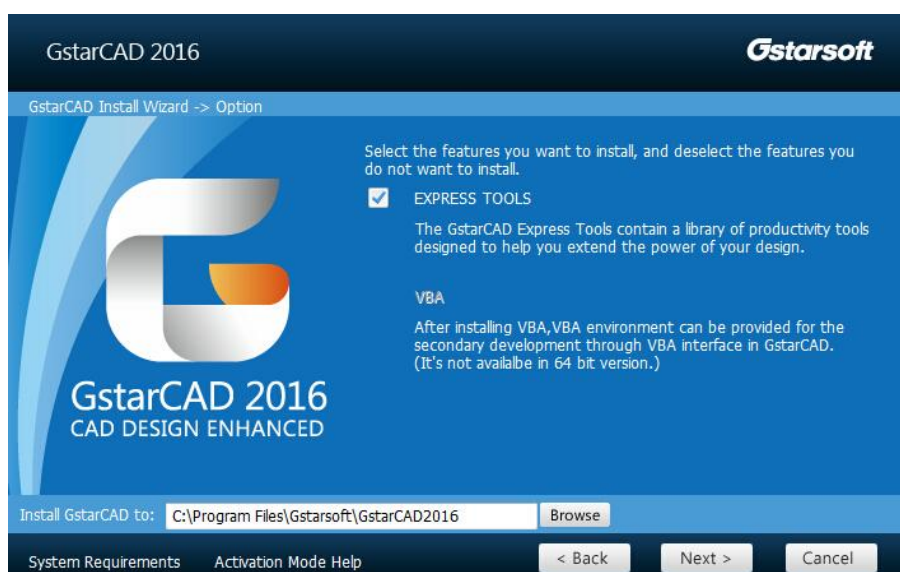 GstarCAD 2016
Gstarsoft
GstarCAD Install Wizard -> Option
Select the features you want to install, and deselect the features you
do not want to install.
EXPRESS TOOLS
The GstarCAD Express Tools contain a library of productivity tools
designed to help you extend the power of your design.
VBA
After installing VBA,VBA environment can be provided for the
secondary development through VBA interface in GstarCAD.
(It's not availalbe in 64 bit version.)
GstarCAD 2016
CAD DESIGN ENHANCED
Install GstarCAD to: C:\Program Files\Gstarsoft\GstarCAD2016 Browse
System Requirements Activation Mode Help < Back Next > Cancel